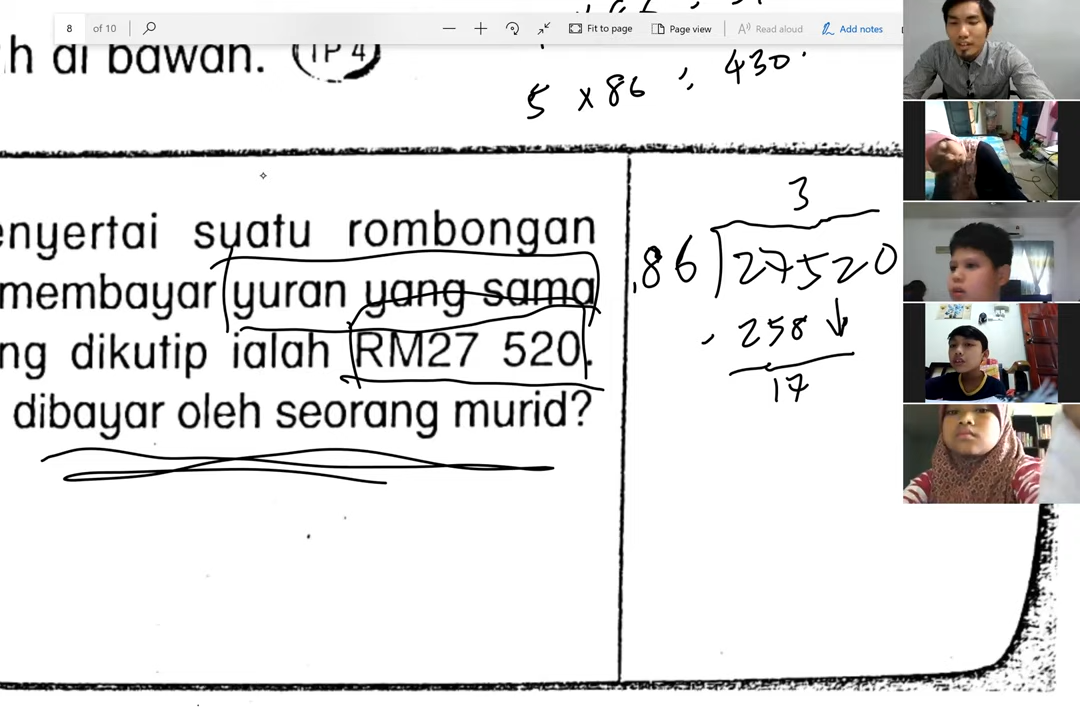 8 of 10 Fit to page Page view Read aloud Add notes
h di bawah. TP 4
5 x 86 : 430
enyertai suatu rombongan
membayar yuran yang sama
ng dikutip ialah RM27 520.
dibayar oleh seorang murid?
3
86 27520
258
17